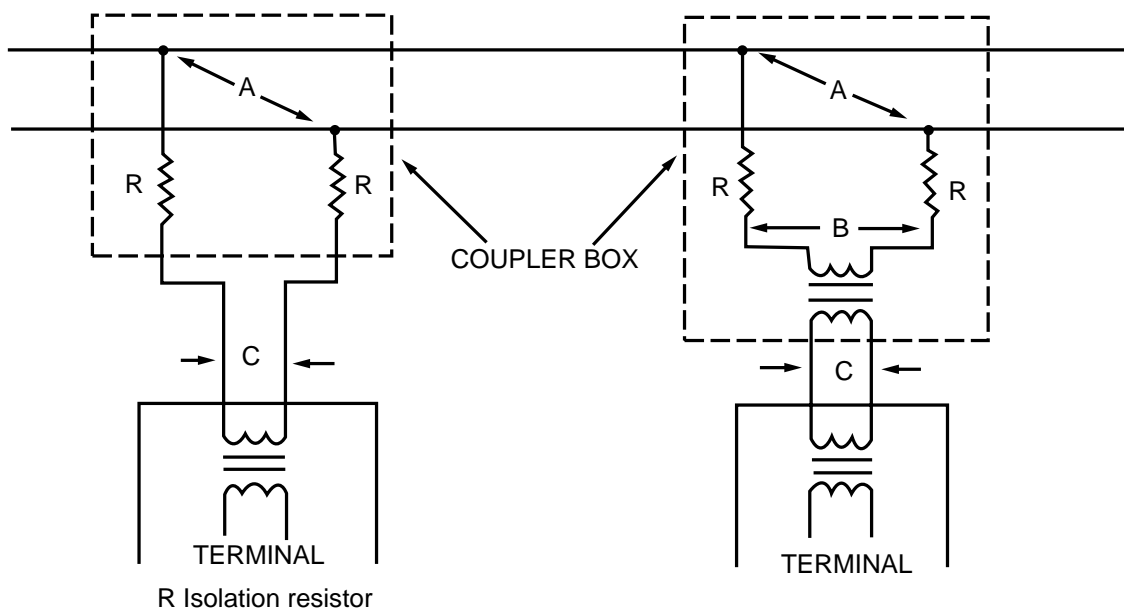 A
A
R
R
R
R
B
COUPLER BOX
C
C
TERMINAL
TERMINAL
R Isolation resistor